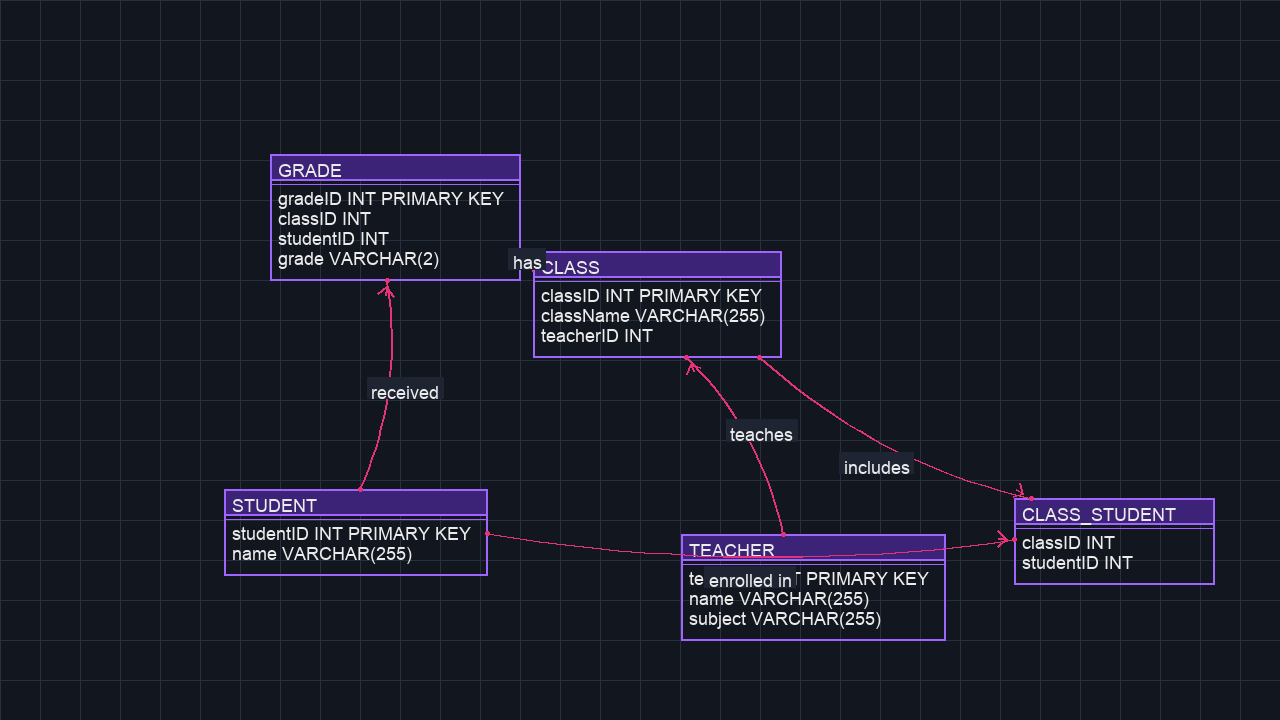 GRADE
gradeID INT PRIMARY KEY
classID INT
studentID INT
grade VARCHAR(2)
has
CLASS
classID INT PRIMARY KEY
className VARCHAR(255)
teacherID INT
received
teaches
includes
STUDENT
studentID INT PRIMARY KEY
name VARCHAR(255)
TEACHER
PRIMARY KEY
name VARCHAR(255)
subject VARCHAR(255)
enrolled in
CLASS_STUDENT
classID INT
studentID INT